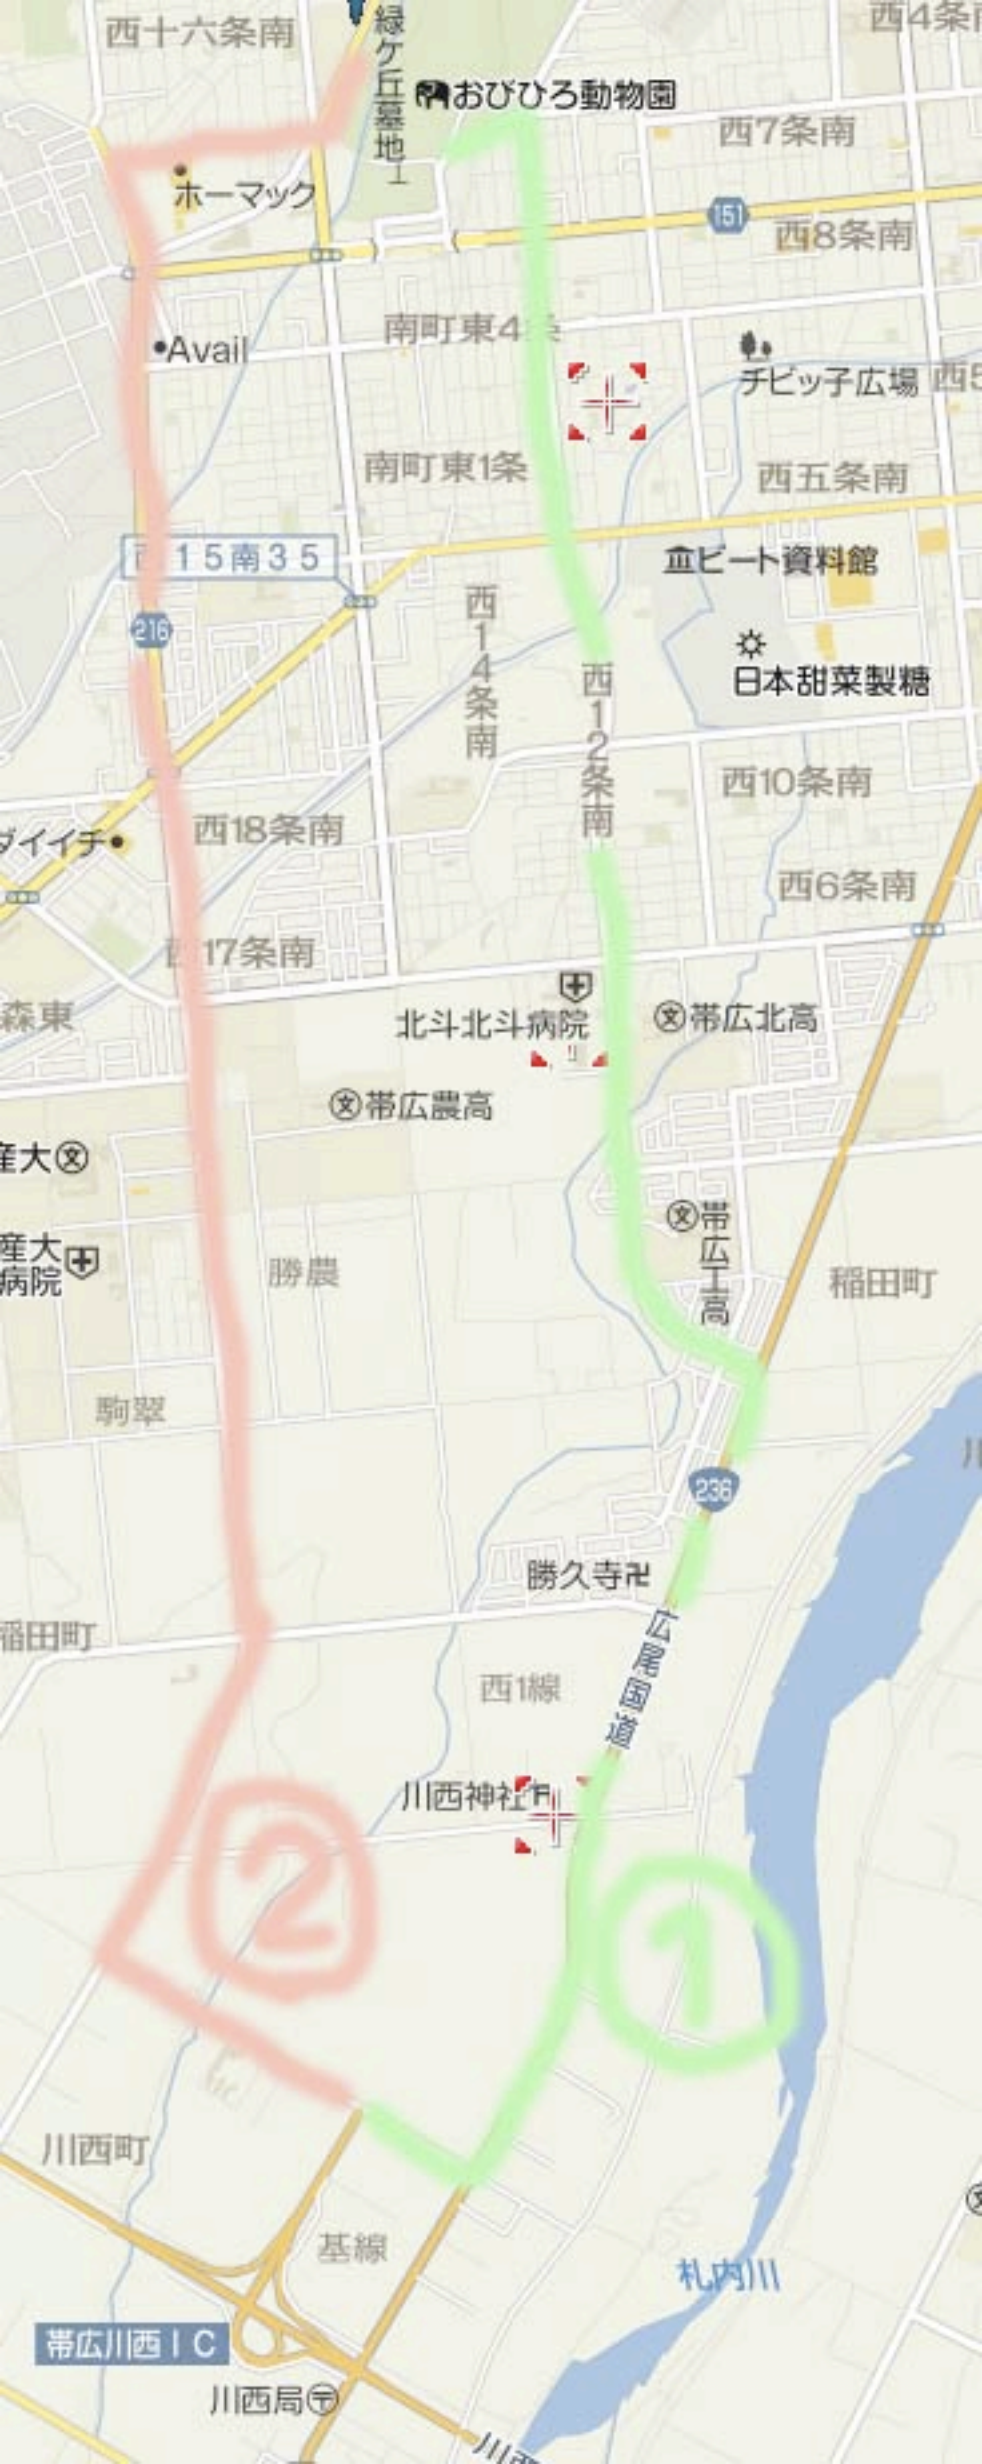 西十六条南
緑ケ丘墓地
西4条南
おびひろ動物園
西7条南
ホーマック
151
西8条南
南町東4条
Avail
チビッ子広場
西5
南町東1条
西五条南
15南35
ビート資料館
216
西14条南
日本甜菜製糖
西12条南
西10条南
ダイイチ
西18条南
西6条南
17条南
森東
北斗北斗病院
文帯広北高
文帯広農高
産大文
文帯広工高
産大
病院
勝農
稲田町
駒翠
236
勝久寺卍
稲田町
広尾国道
西1線
川西神社
②
①
川西町
基線
札内川
帯広川西IC
川西局〒
川西